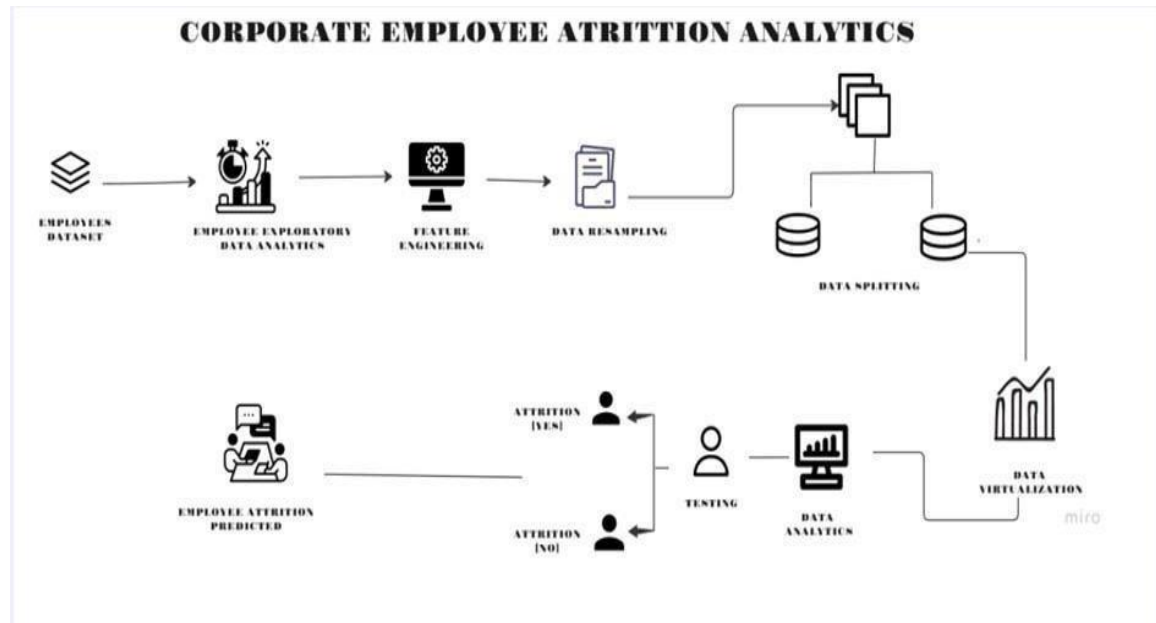 CORPORATE EMPLOYEE ATRITTION ANALYTICS
EMPLOYEES
DATASET
EMPLOYEE EXPLORATORY
DATA ANALYTICS
FEATURE
ENGINEERING
DATA RESAMPLING
DATA SPLITTING
DATA
VIRTUALIZATION
miro
DATA
ANALYTICS
TESTING
ATTRITION
[YES]
ATTRITION
[NO]
EMPLOYEE ATTRITION
PREDICTED